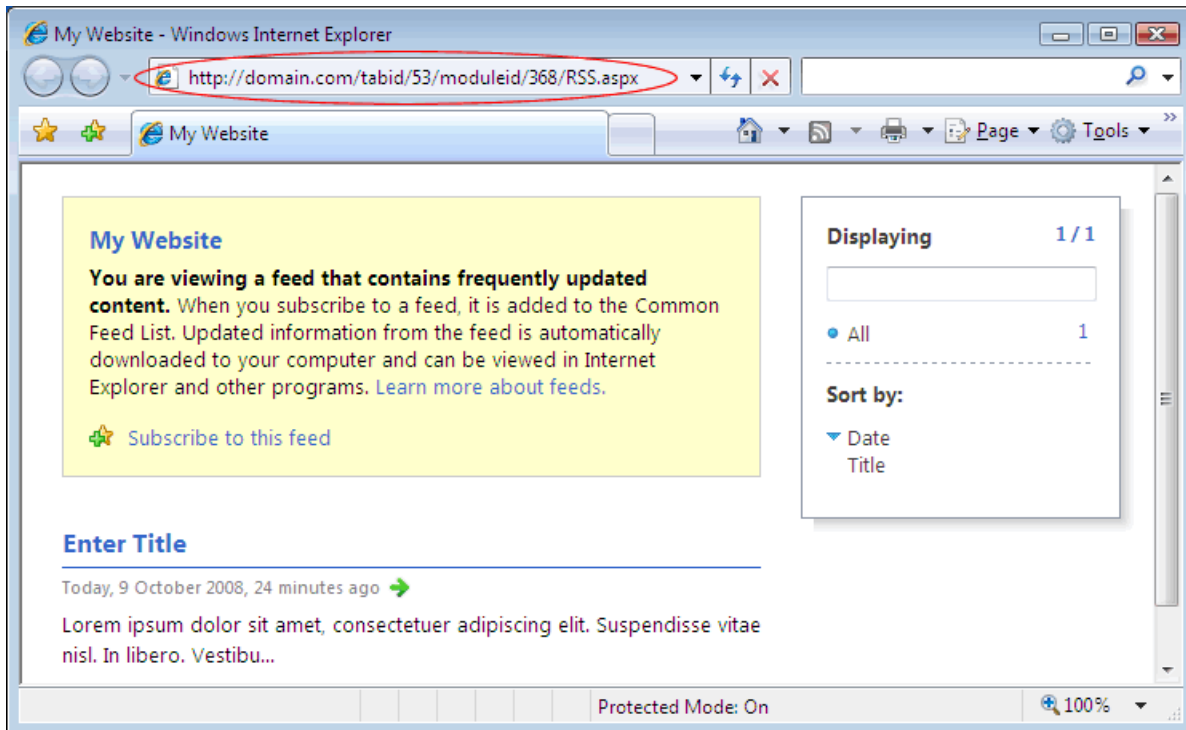 My Website - Windows Internet Explorer
http://domain.com/tabid/53/moduleid/368/RSS.aspx
My Website
Page
Tools
»
My Website
You are viewing a feed that contains frequently updated
content. When you subscribe to a feed, it is added to the Common
Feed List. Updated information from the feed is automatically
downloaded to your computer and can be viewed in Internet
Explorer and other programs. Learn more about feeds.
Subscribe to this feed
Displaying 1 / 1
All 1
Sort by:
Date
Title
Enter Title
Today, 9 October 2008, 24 minutes ago
Lorem ipsum dolor sit amet, consectetuer adipiscing elit. Suspendisse vitae
nisl. In libero. Vestibu...
Protected Mode: On
100%